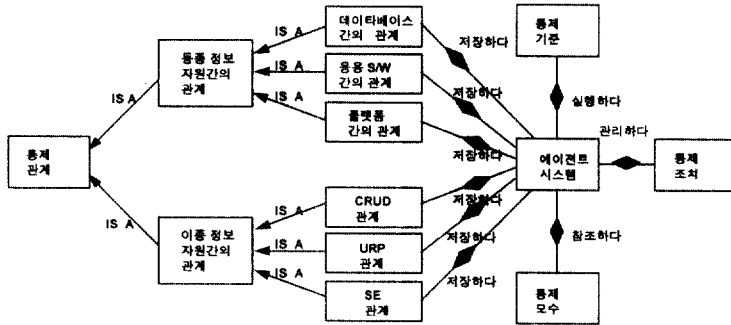 데이타베이스
간의 관계
통제
기준
IS A
저장하다
동종 정보
자원간의
관계
IS A
응용 S/W
간의 관계
저장하다
실행하다
IS A
IS A
플랫폼
간의 관계
관리하다
통제
관계
저장하다
에이젼트
시스템
통제
조치
IS A
이종 정보
자원간의
관계
IS A
CRUD
관계
저장하다
IS A
URP
관계
저장하다
참조하다
IS A
SE
관계
저장하다
통제
모수